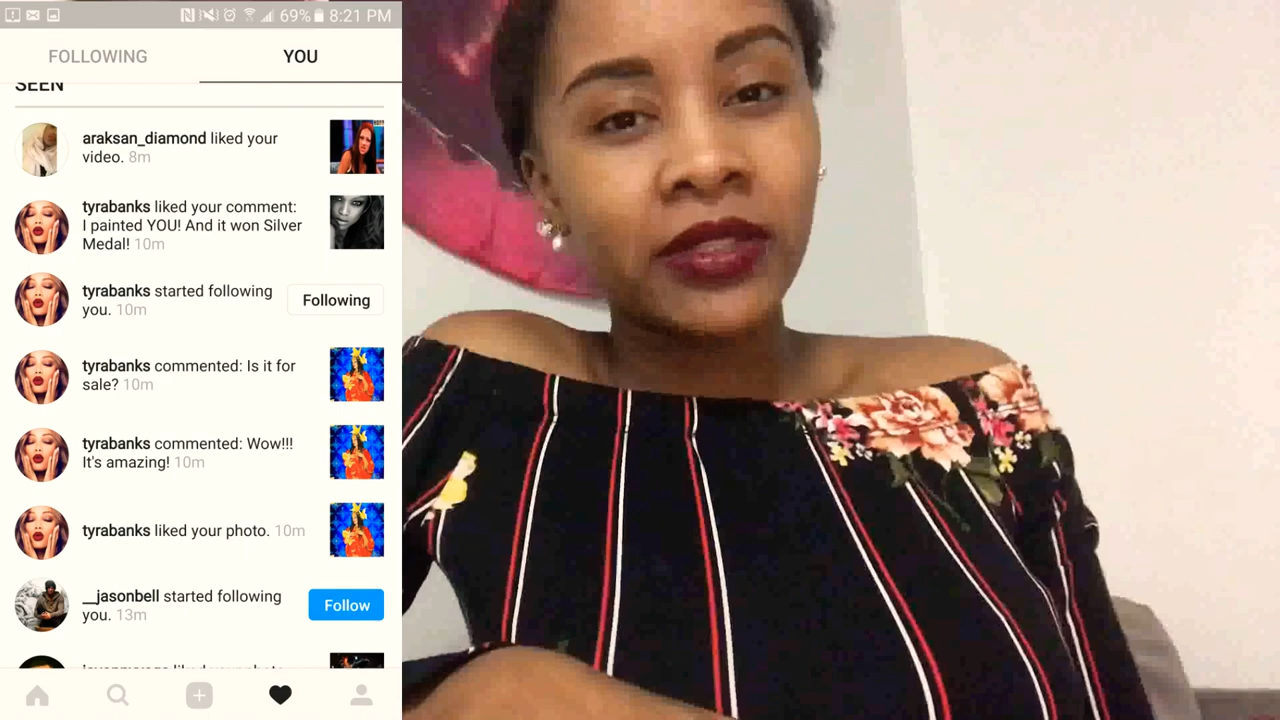 69% 8:21 PM
FOLLOWING YOU
SEEN
araksan_diamond liked your
video. 8m
tyrabanks liked your comment:
I painted YOU! And it won Silver
Medal! 10m
tyrabanks started following
you. 10m
Following
tyrabanks commented: Is it for
sale? 10m
tyrabanks commented: Wow!!!
It's amazing! 10m
tyrabanks liked your photo. 10m
__jasonbell started following
you. 13m
Follow